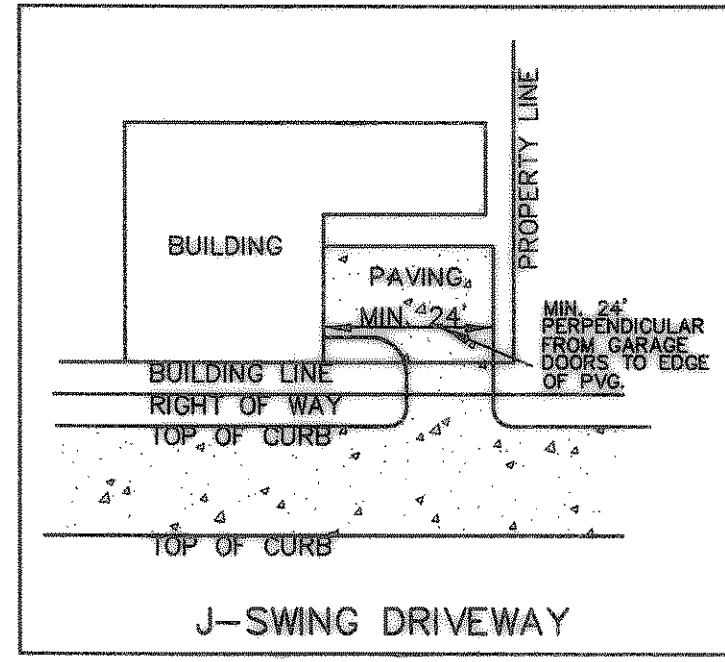 PROPERTY LINE
BUILDING
PAVING
MIN. 24'
MIN. 24'
PERPENDICULAR
FROM GARAGE
DOORS TO EDGE
OF PVG.
BUILDING LINE
RIGHT OF WAY
TOP OF CURB
TOP OF CURB
J-SWING DRIVEWAY